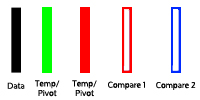 Data Temp/ Temp/ Compare 1 Compare 2
Pivot Pivot